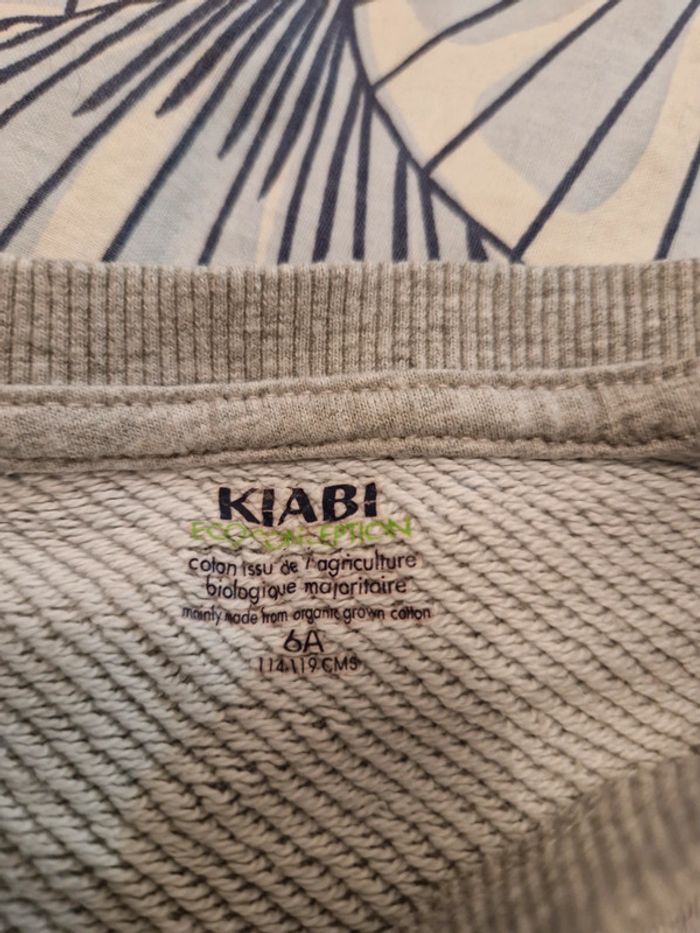 KIABI
ECOCONCEPTION
coton issu de l'agriculture
biologique majoritaire
mainly made from organic grown cotton
6A
114.119 CMS